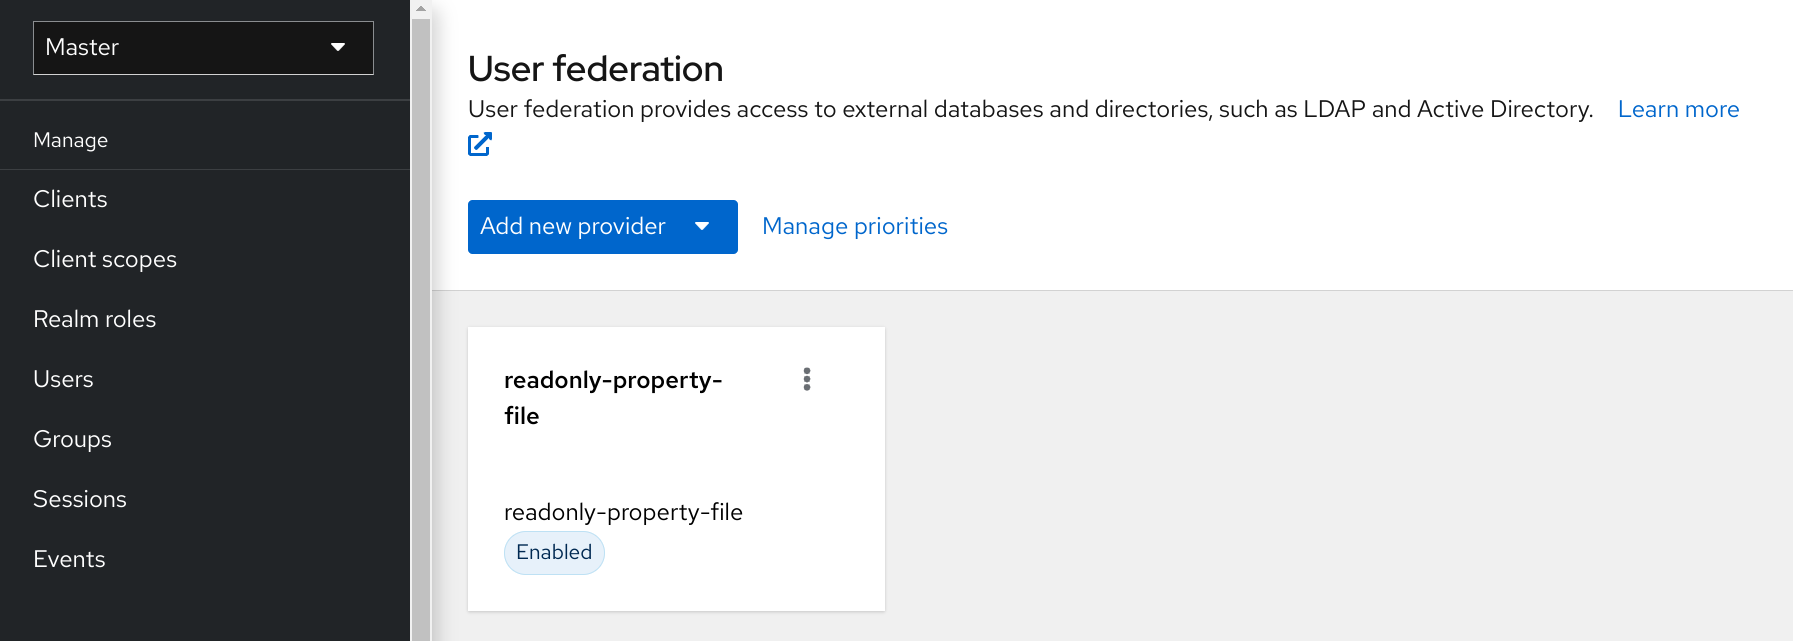 Master
Manage
Clients
Client scopes
Realm roles
Users
Groups
Sessions
Events
User federation
User federation provides access to external databases and directories, such as LDAP and Active Directory. Learn more
Add new provider
Manage priorities
readonly-property-
file
readonly-property-file
Enabled